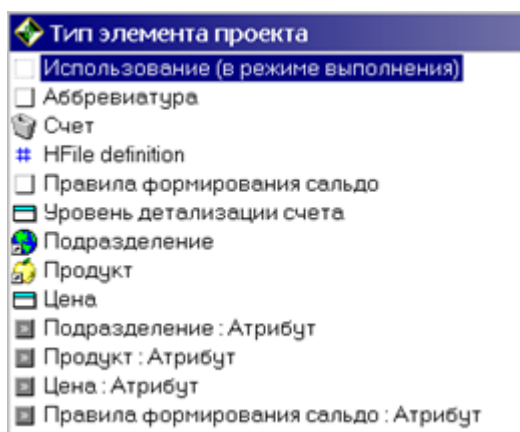 Тип элемента проекта
Использование (в режиме выполнения)
Аббревиатура
Счет
HFile definition
Правила формирования сальдо
Уровень детализации счета
Подразделение
Продукт
Цена
Подразделение : Атрибут
Продукт : Атрибут
Цена : Атрибут
Правила формирования сальдо : Атрибут